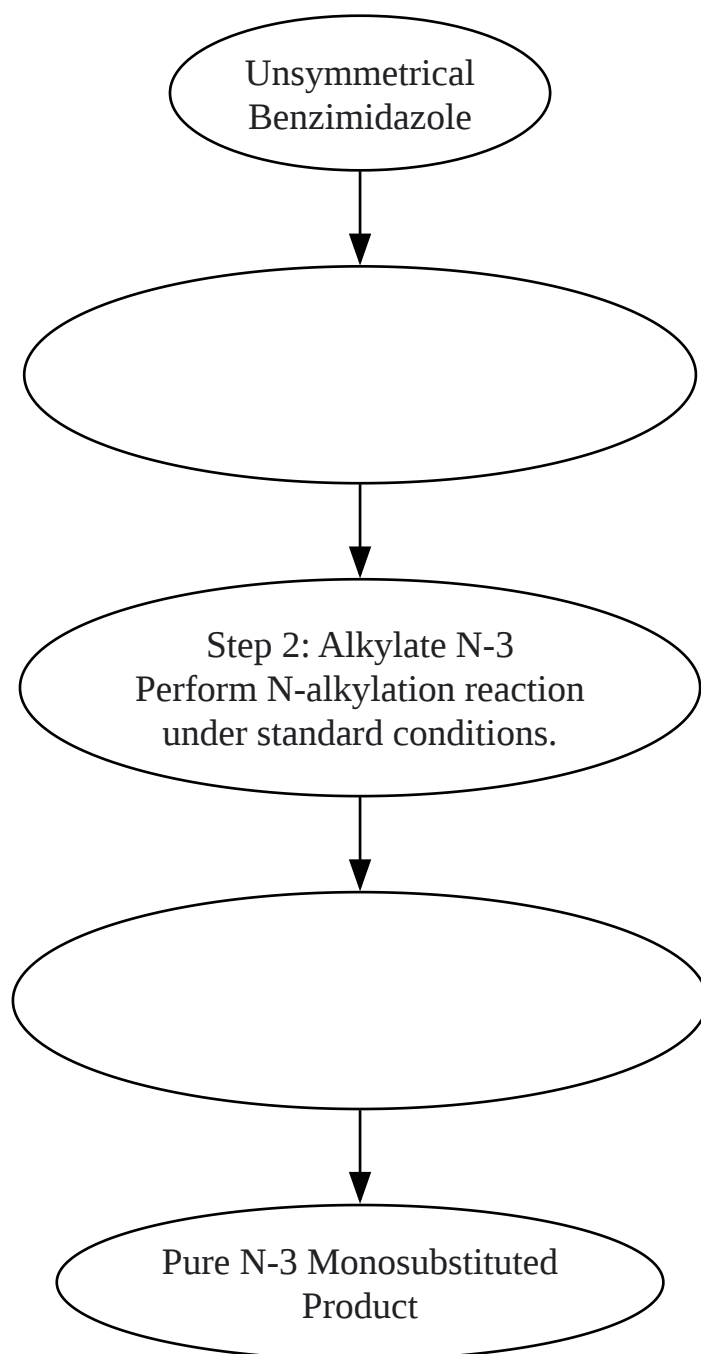 Unsymmetrical
Benzimidazole
Step 2: Alkylate N-3
Perform N-alkylation reaction
under standard conditions.
Pure N-3 Monosubstituted
Product